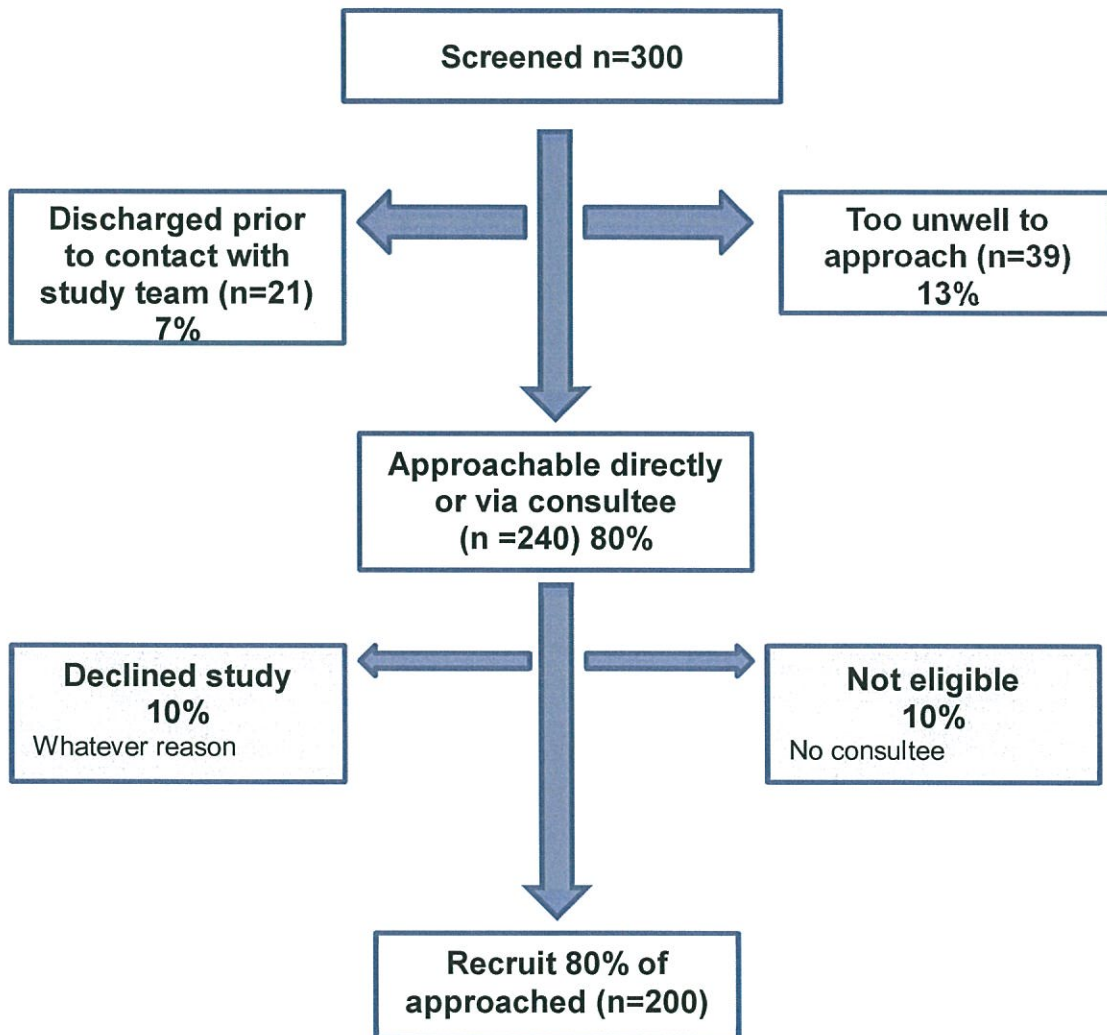 Screened n=300
Discharged prior
to contact with
study team (n=21)
7%
Too unwell to
approach (n=39)
13%
Approachable directly
or via consultee
(n =240) 80%
Declined study
10%
Whatever reason
Not eligible
10%
No consultee
Recruit 80% of
approached (n=200)